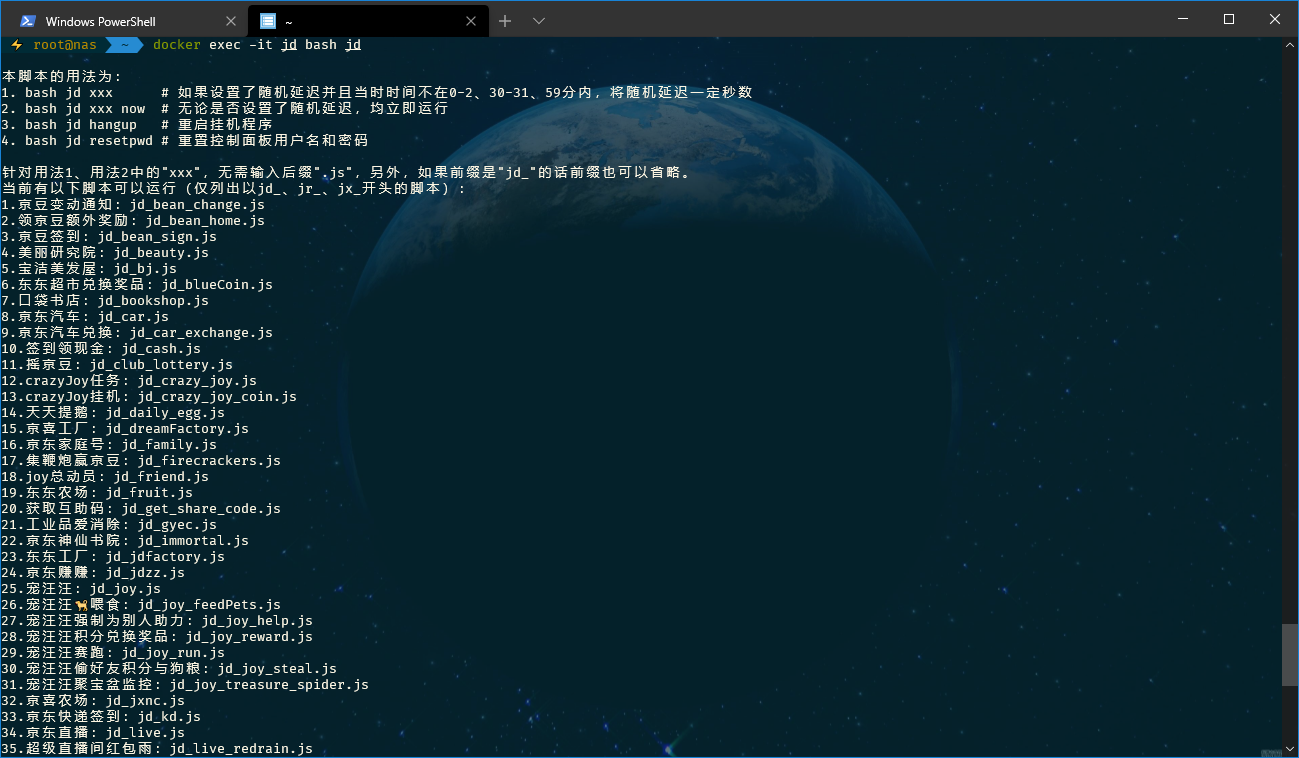 Windows PowerShell
~
⚡ root@nas ~ docker exec -it jd bash jd
本脚本的用法为:
1. bash jd xxx      # 如果设置了随机延迟并且当时时间不在0-2、30-31、59分内，将随机延迟一定秒数
2. bash jd xxx now  # 无论是否设置了随机延迟，均立即运行
3. bash jd hangup   # 重启挂机程序
4. bash jd resetpwd # 重置控制面板用户名和密码
针对用法1、用法2中的"xxx"，无需输入后缀".js"，另外，如果前缀是"jd_"的话前缀也可以省略。
当前有以下脚本可以运行（仅列出以jd_、jr_、jx_开头的脚本）:
1.京豆变动通知: jd_bean_change.js
2.领京豆额外奖励: jd_bean_home.js
3.京豆签到: jd_bean_sign.js
4.美丽研究院: jd_beauty.js
5.宝洁美发屋: jd_bj.js
6.东东超市兑换奖品: jd_blueCoin.js
7.口袋书店: jd_bookshop.js
8.京东汽车: jd_car.js
9.京东汽车兑换: jd_car_exchange.js
10.签到领现金: jd_cash.js
11.摇京豆: jd_club_lottery.js
12.crazyJoy任务: jd_crazy_joy.js
13.crazyJoy挂机: jd_crazy_joy_coin.js
14.天天提鹅: jd_daily_egg.js
15.京喜工厂: jd_dreamFactory.js
16.京东家庭号: jd_family.js
17.集鞭炮赢京豆: jd_firecrackers.js
18.joy总动员: jd_friend.js
19.东东农场: jd_fruit.js
20.获取互助码: jd_get_share_code.js
21.工业品爱消除: jd_gyec.js
22.京东神仙书院: jd_immortal.js
23.东东工厂: jd_jdfactory.js
24.京东赚赚: jd_jdzz.js
25.宠汪汪: jd_joy.js
26.宠汪汪🐕喂食: jd_joy_feedPets.js
27.宠汪汪强制为别人助力: jd_joy_help.js
28.宠汪汪积分兑换奖品: jd_joy_reward.js
29.宠汪汪赛跑: jd_joy_run.js
30.宠汪汪偷好友积分与狗粮: jd_joy_steal.js
31.宠汪汪聚宝盆监控: jd_joy_treasure_spider.js
32.京喜农场: jd_jxnc.js
33.京东快递签到: jd_kd.js
34.京东直播: jd_live.js
35.超级直播间红包雨: jd_live_redrain.js